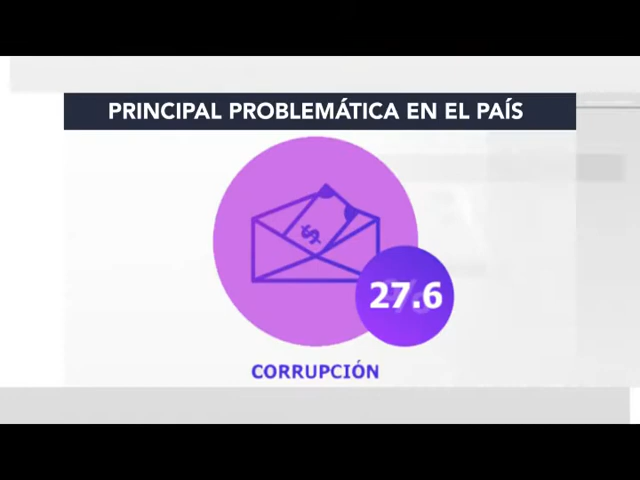 PRINCIPAL PROBLEMÁTICA EN EL PAÍS
$
27.6
%
CORRUPCIÓN